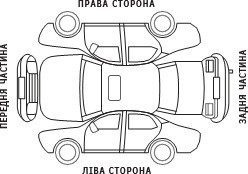 ПРАВА СТОРОНА
ПЕРЕДНЯ ЧАСТИНА
ЗАДНЯ ЧАСТИНА
ЛІВА СТОРОНА